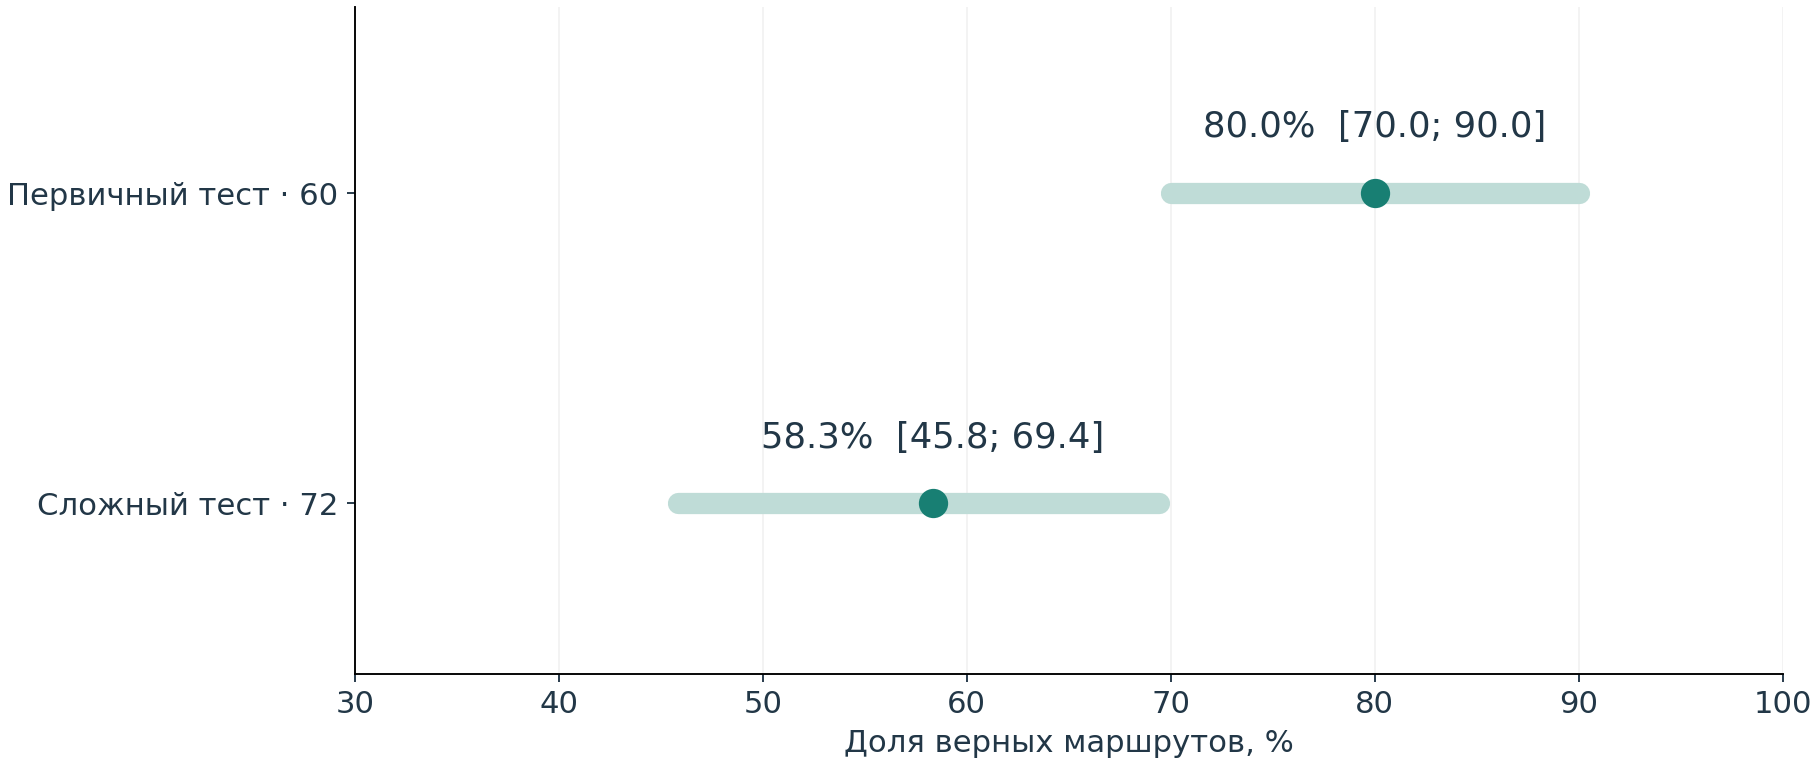 80.0%  [70.0; 90.0]
Первичный тест · 60
58.3%  [45.8; 69.4]
Сложный тест · 72
30 40 50 60 70 80 90 100
Доля верных маршрутов, %